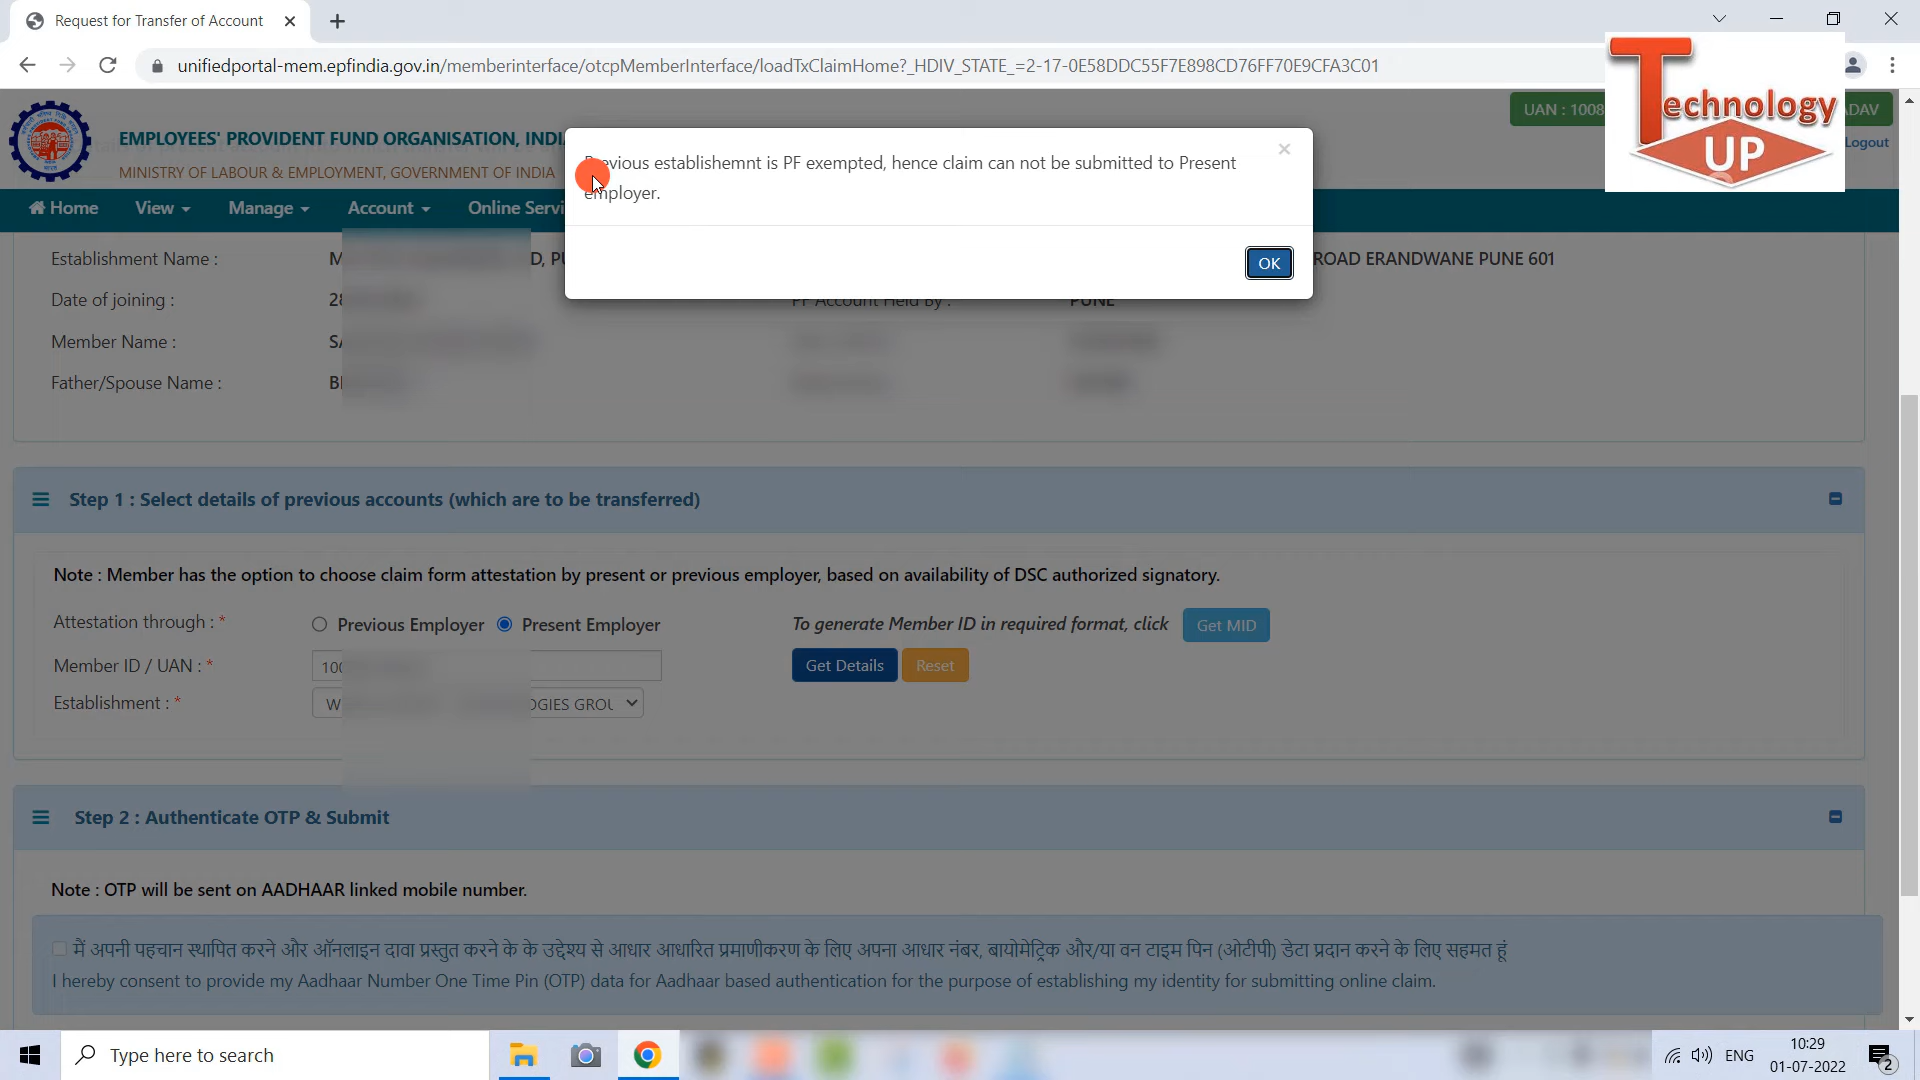 Request for Transfer of Account
unifiedportal-mem.epfindia.gov.in/memberinterface/otcpMemberInterface/loadTxClaimHome?_HDIV_STATE_=2-17-0E58DDC55F7E898CD76FF70E9CFA3C01
Technology
UP
UAN : 1008
DAV
EMPLOYEES' PROVIDENT FUND ORGANISATION, INDI
MINISTRY OF LABOUR & EMPLOYMENT, GOVERNMENT OF INDIA
Logout
Previous establishemnt is PF exempted, hence claim can not be submitted to Present
employer.
OK
Home View Manage Account Online Servi
Establishment Name : M D, PU ROAD ERANDWANE PUNE 601
Date of joining : 28 PF Account Held By : PUNE
Member Name : SA
Father/Spouse Name :
Step 1 : Select details of previous accounts (which are to be transferred)
Note : Member has the option to choose claim form attestation by present or previous employer, based on availability of DSC authorized signatory.
Attestation through : * Previous Employer Present Employer To generate Member ID in required format, click Get MID
Member ID / UAN : * 100 Get Details Reset
Establishment : * W OGIES GROU
Step 2 : Authenticate OTP & Submit
Note : OTP will be sent on AADHAAR linked mobile number.
मैं अपनी पहचान स्थापित करने और ऑनलाइन दावा प्रस्तुत करने के के उद्देश्य से आधार आधारित प्रमाणीकरण के लिए अपना आधार नंबर, बायोमेट्रिक और/या वन टाइम पिन (ओटीपी) डेटा प्रदान करने के लिए सहमत हूं
I hereby consent to provide my Aadhaar Number One Time Pin (OTP) data for Aadhaar based authentication for the purpose of establishing my identity for submitting online claim.
Type here to search
ENG
10:29
01-07-2022
2